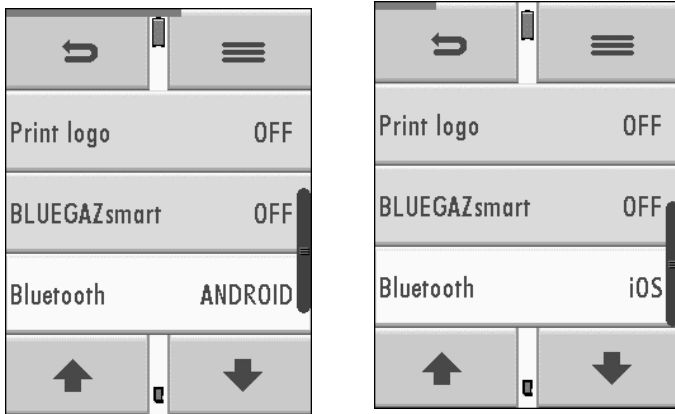 Print logo OFF
BLUEGAZsmart OFF
Bluetooth ANDROID
Print logo OFF
BLUEGAZsmart OFF
Bluetooth iOS